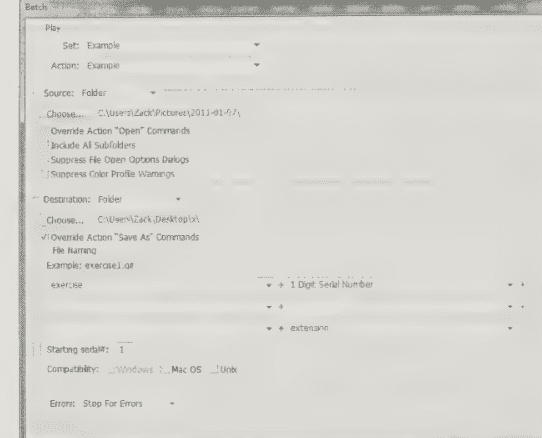 Batch
Play
Set: Example
Action: Example
Source: Folder
Choose... C:\Users\Zack\Pictures\2011-01-07\
Override Action "Open" Commands
Include All Subfolders
Suppress File Open Options Dialogs
Suppress Color Profile Warnings
Destination: Folder
Choose... C:\Users\Zack\Desktop\x\
Override Action "Save As" Commands
File Naming
Example: exercise1.gif
exercise + 1 Digit Serial Number +
+ +
+ extension
Starting serial#: 1
Compatibility: Windows Mac OS Unix
Errors: Stop For Errors